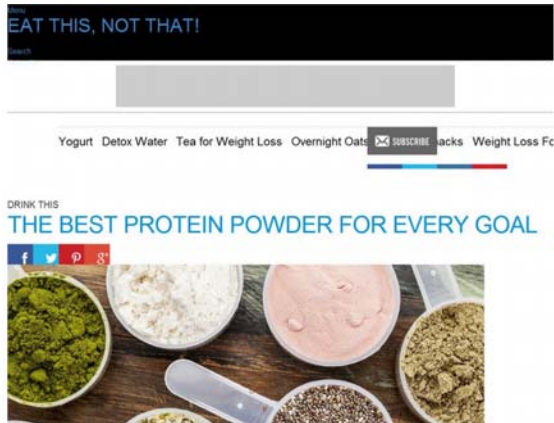 Menu
EAT THIS, NOT THAT!
Search
Yogurt Detox Water Tea for Weight Loss Overnight Oats SUBSCRIBE acks Weight Loss Fo
DRINK THIS
THE BEST PROTEIN POWDER FOR EVERY GOAL